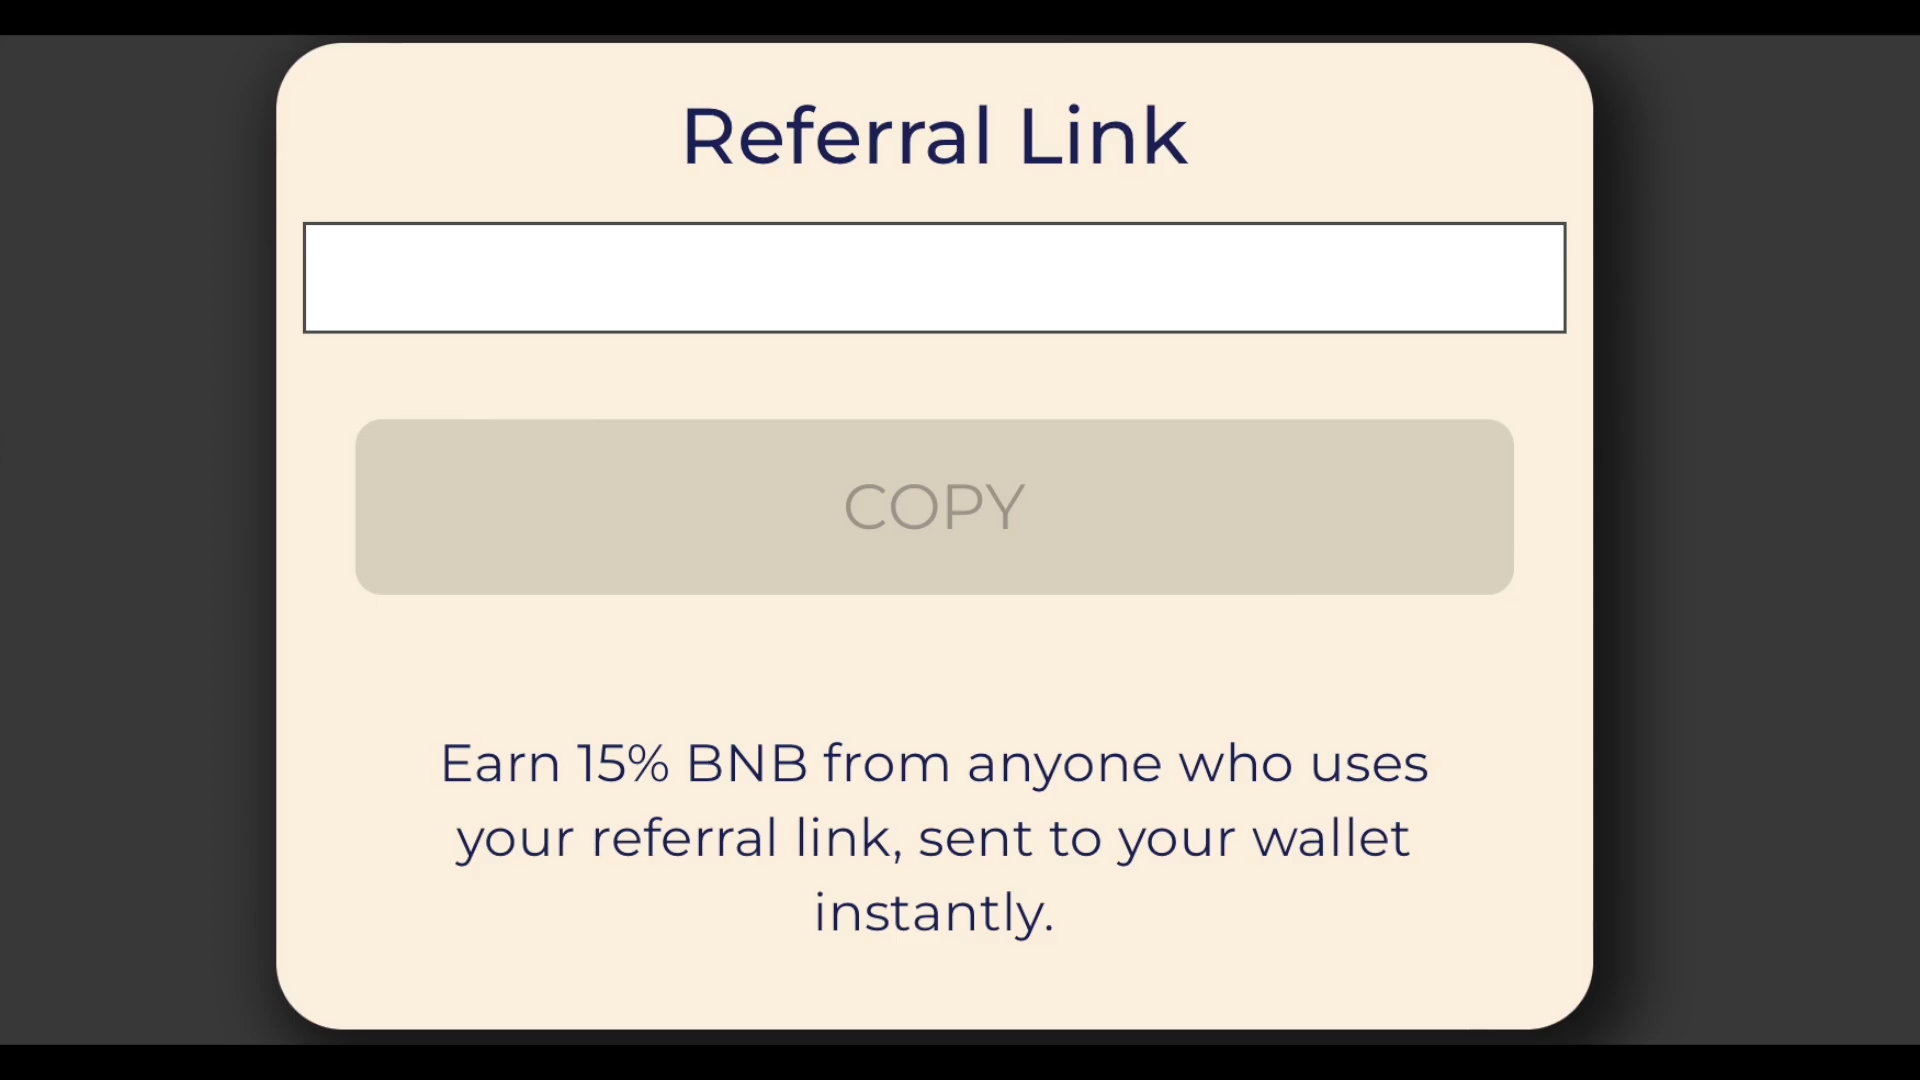 Referral Link
COPY
Earn 15% BNB from anyone who uses
your referral link, sent to your wallet
instantly.